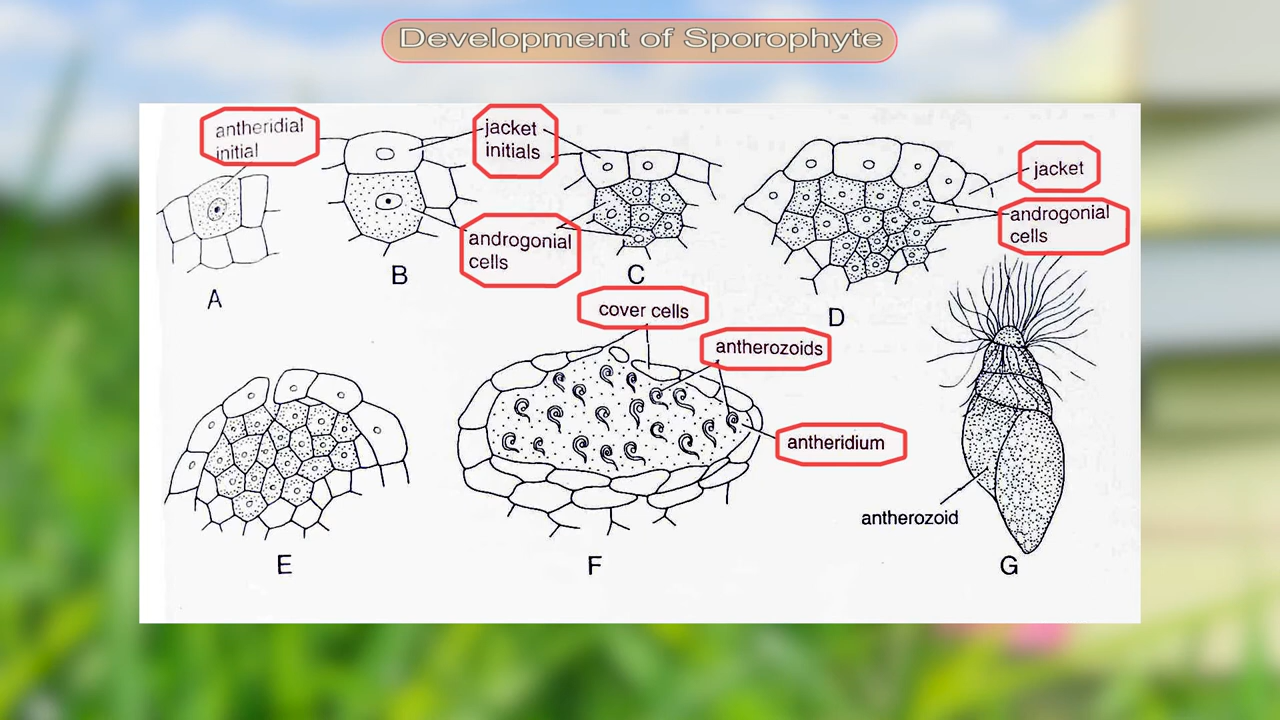 Development of Sporophyte
antheridial
initial
jacket
initials
jacket
androgonial
cells
androgonial
cells
A
B
C
D
cover cells
antherozoids
antheridium
antherozoid
E
F
G